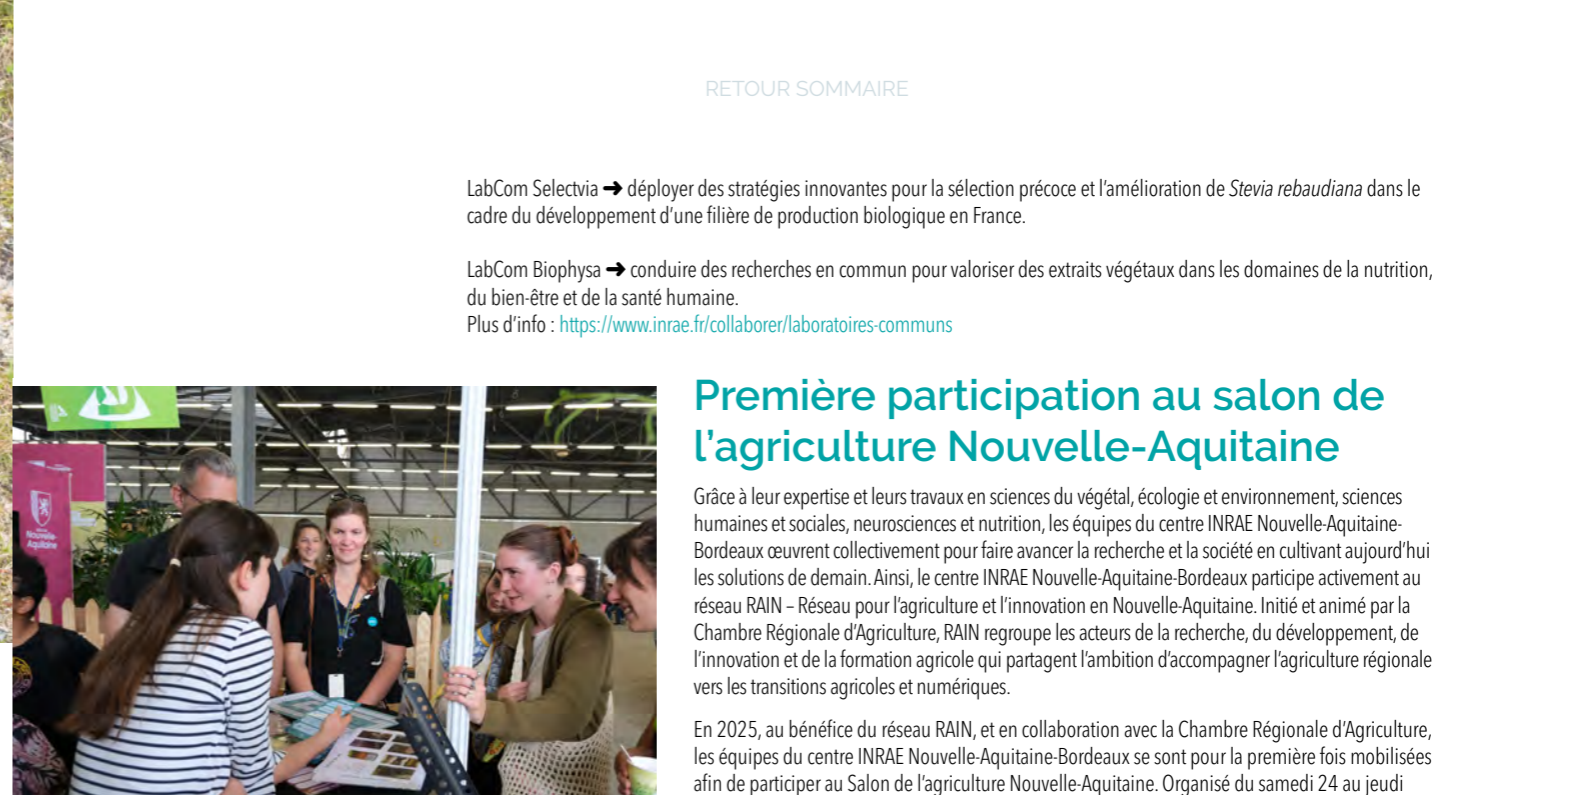 RETOUR SOMMAIRE
LabCom Selectvia ➜ déployer des stratégies innovantes pour la sélection précoce et l’amélioration de Stevia rebaudiana dans le
cadre du développement d’une filière de production biologique en France.
LabCom Biophysa ➜ conduire des recherches en commun pour valoriser des extraits végétaux dans les domaines de la nutrition,
du bien-être et de la santé humaine.
Plus d’info : https://www.inrae.fr/collaborer/laboratoires-communs
Première participation au salon de
l’agriculture Nouvelle-Aquitaine
Grâce à leur expertise et leurs travaux en sciences du végétal, écologie et environnement, sciences
humaines et sociales, neurosciences et nutrition, les équipes du centre INRAE Nouvelle-Aquitaine-
Bordeaux œuvrent collectivement pour faire avancer la recherche et la société en cultivant aujourd’hui
les solutions de demain. Ainsi, le centre INRAE Nouvelle-Aquitaine-Bordeaux participe activement au
réseau RAIN – Réseau pour l’agriculture et l’innovation en Nouvelle-Aquitaine. Initié et animé par la
Chambre Régionale d’Agriculture, RAIN regroupe les acteurs de la recherche, du développement, de
l’innovation et de la formation agricole qui partagent l’ambition d’accompagner l’agriculture régionale
vers les transitions agricoles et numériques.
En 2025, au bénéfice du réseau RAIN, et en collaboration avec la Chambre Régionale d’Agriculture,
les équipes du centre INRAE Nouvelle-Aquitaine-Bordeaux se sont pour la première fois mobilisées
afin de participer au Salon de l’agriculture Nouvelle-Aquitaine. Organisé du samedi 24 au jeudi
Nouvelle-
Aquitaine